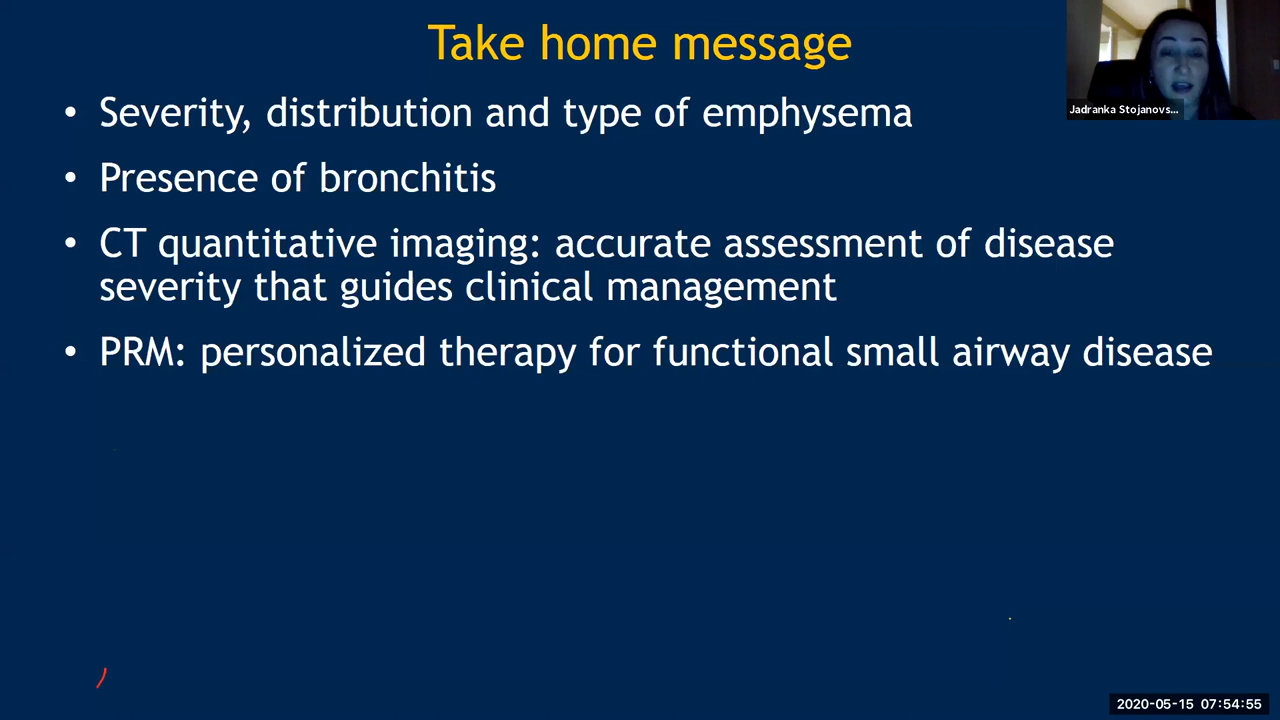 Take home message
Jadranka Stojanovs...
• Severity, distribution and type of emphysema
• Presence of bronchitis
• CT quantitative imaging: accurate assessment of disease
severity that guides clinical management
• PRM: personalized therapy for functional small airway disease
2020-05-15 07:54:55